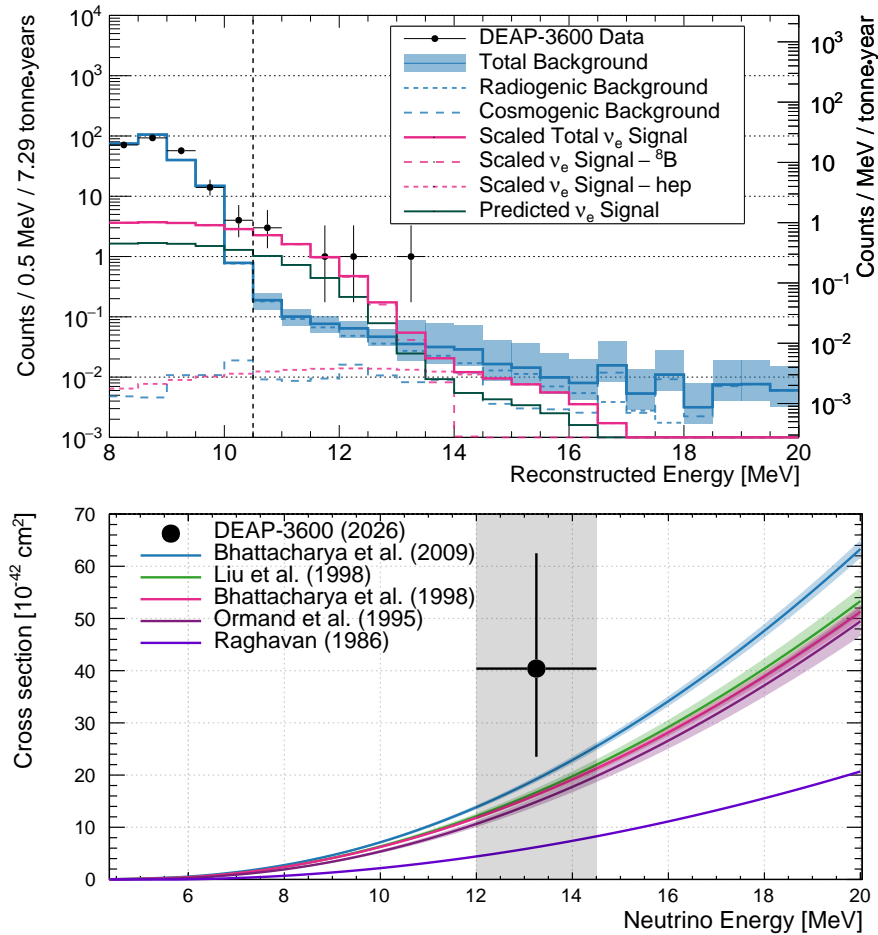 DEAP-3600 Data
Total Background
Radiogenic Background
Cosmogenic Background
Scaled Total νₑ Signal
Scaled νₑ Signal – ⁸B
Scaled νₑ Signal – hep
Predicted νₑ Signal
Counts / 0.5 MeV / 7.29 tonne·years
10⁴
10³
10²
10
1
10⁻¹
10⁻²
10⁻³
Counts / MeV / tonne·year
10³
10²
10
1
10⁻¹
10⁻²
10⁻³
8 10 12 14 16 18 20
Reconstructed Energy [MeV]
DEAP-3600 (2026)
Bhattacharya et al. (2009)
Liu et al. (1998)
Bhattacharya et al. (1998)
Ormand et al. (1995)
Raghavan (1986)
Cross section [10⁻⁴² cm²]
70
60
50
40
30
20
10
0
6 8 10 12 14 16 18 20
Neutrino Energy [MeV]